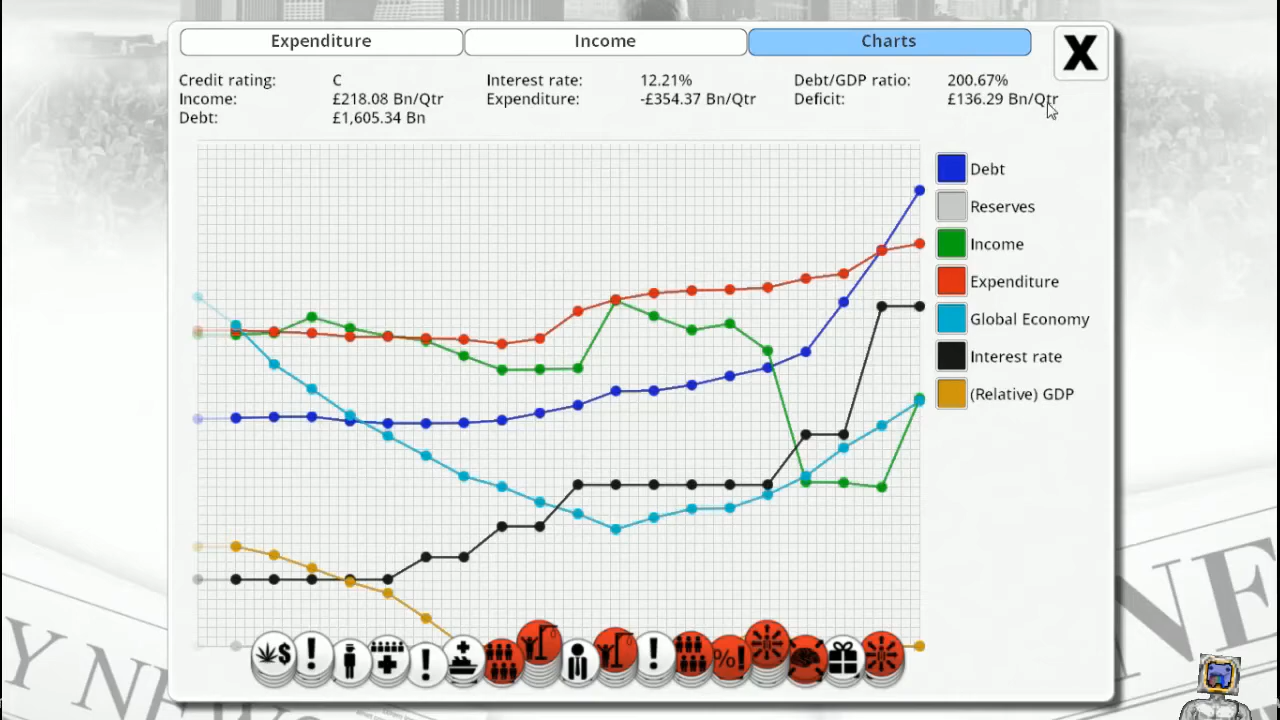 Expenditure Income Charts X
Credit rating: C Interest rate: 12.21% Debt/GDP ratio: 200.67%
Income: £218.08 Bn/Qtr Expenditure: -£354.37 Bn/Qtr Deficit: £136.29 Bn/Qtr
Debt: £1,605.34 Bn
Debt
Reserves
Income
Expenditure
Global Economy
Interest rate
(Relative) GDP
$ ! ! ! %!
NE
Y NEW